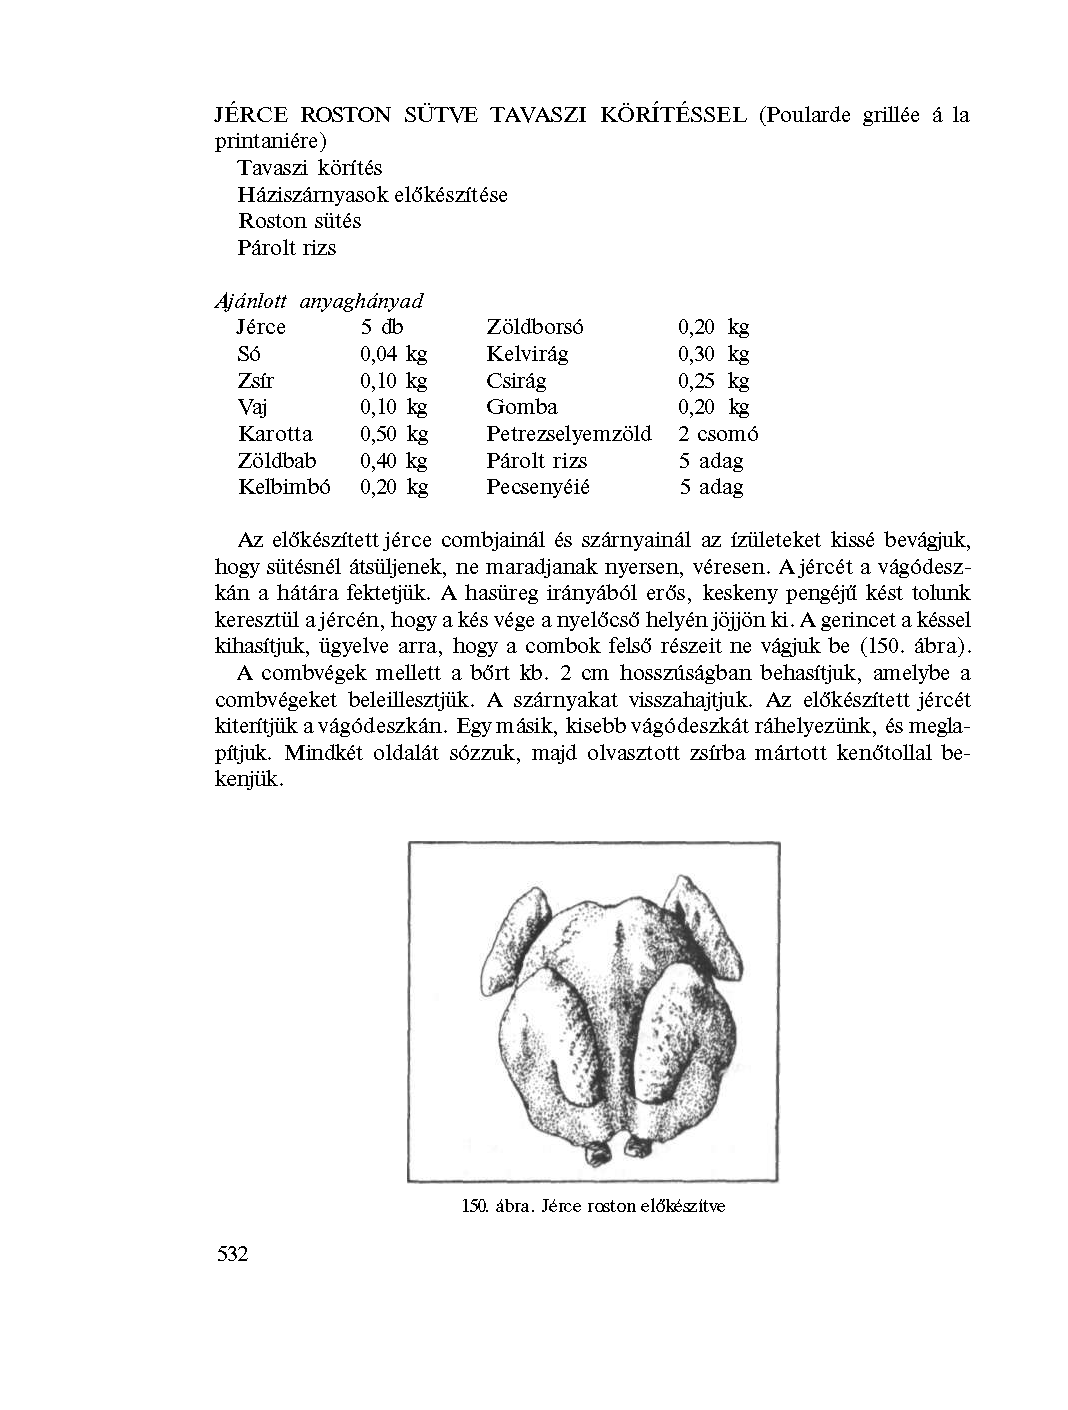 JÉRCE ROSTON SÜTVE TAVASZI KÖRÍTÉSSEL (Poularde grillée á la
printaniére)
Tavaszi körítés
Háziszárnyasok előkészítése
Roston sütés
Párolt rizs
Ajánlott anyaghányad
Jérce 5 db Zöldborsó 0,20 kg
Só 0,04 kg Kelvirág 0,30 kg
Zsír 0,10 kg Csirág 0,25 kg
Vaj 0,10 kg Gomba 0,20 kg
Karotta 0,50 kg Petrezselyemzöld 2 csomó
Zöldbab 0,40 kg Párolt rizs 5 adag
Kelbimbó 0,20 kg Pecsenyéié 5 adag
Az előkészített jérce combjainál és szárnyainál az ízületeket kissé bevágjuk,
hogy sütésnél átsüljenek, ne maradjanak nyersen, véresen. A jércét a vágódesz-
kán a hátára fektetjük. A hasüreg irányából erős, keskeny pengéjű kést tolunk
keresztül a jércén, hogy a kés vége a nyelőcső helyén jöjjön ki. A gerincet a késsel
kihasítjuk, ügyelve arra, hogy a combok felső részeit ne vágjuk be (150. ábra).
A combvégek mellett a bőrt kb. 2 cm hosszúságban behasítjuk, amelybe a
combvégeket beleillesztjük. A szárnyakat visszahajtjuk. Az előkészített jércét
kiterítjük a vágódeszkán. Egy másik, kisebb vágódeszkát ráhelyezünk, és megla-
pítjuk. Mindkét oldalát sózzuk, majd olvasztott zsírba mártott kenőtollal be-
kenjük.
150. ábra. Jérce roston előkészítve
532